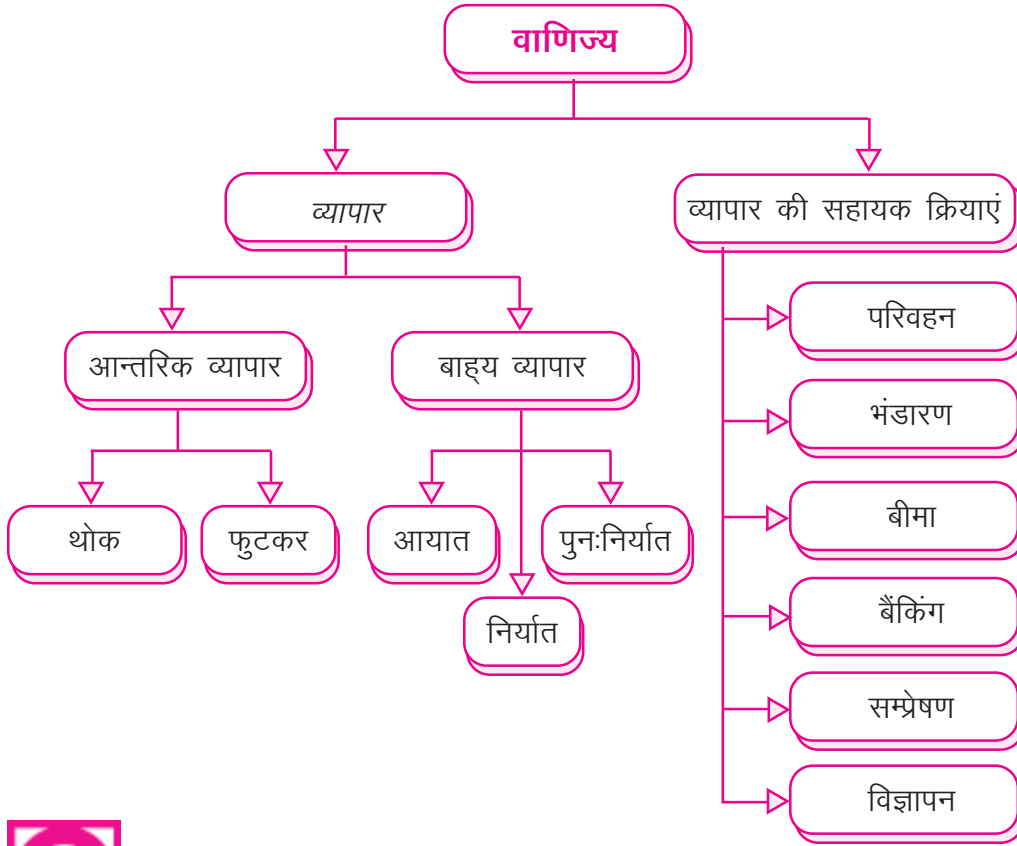 वाणिज्य
व्यापार
व्यापार की सहायक क्रियाएं
आन्तरिक व्यापार
बाह्‌य व्यापार
थोक
फुटकर
आयात
पुनःनिर्यात
निर्यात
परिवहन
भंडारण
बीमा
बैंकिंग
सम्प्रेषण
विज्ञापन